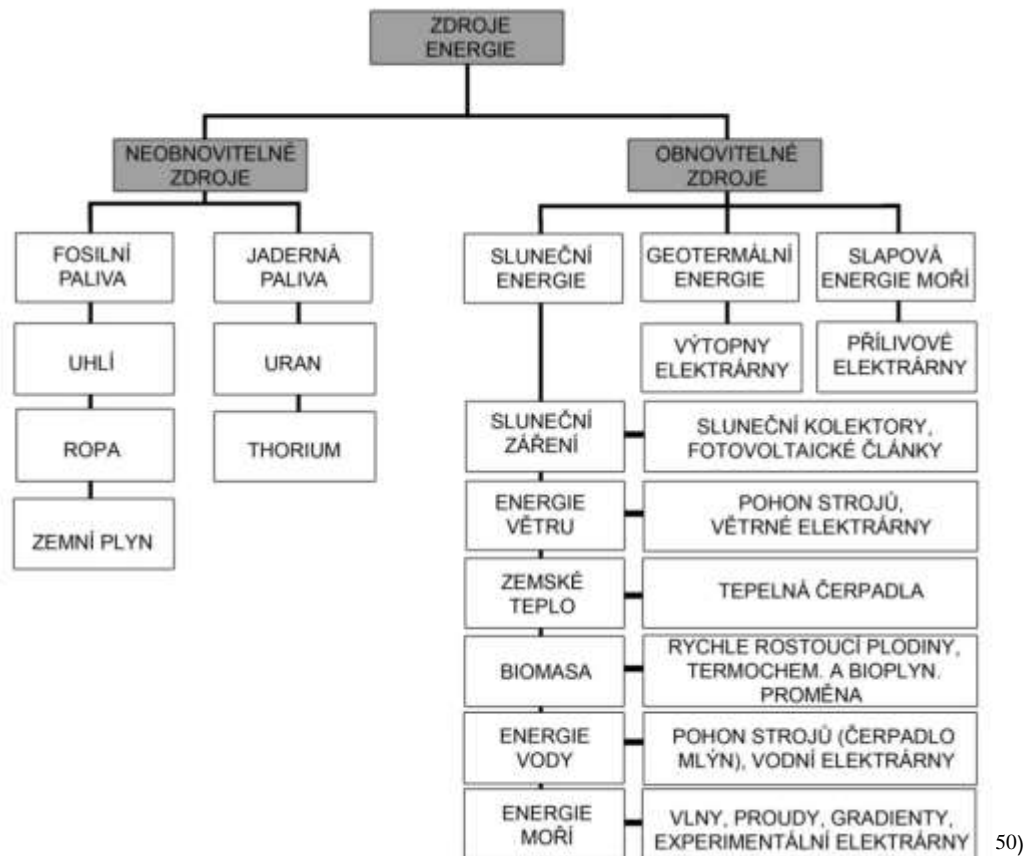 ZDROJE
ENERGIE
NEOBNOVITELNÉ
ZDROJE
OBNOVITELNÉ
ZDROJE
FOSILNÍ
PALIVA
JADERNÁ
PALIVA
SLUNEČNÍ
ENERGIE
GEOTERMÁLNÍ
ENERGIE
SLAPOVÁ
ENERGIE MOŘÍ
UHLÍ
URAN
VÝTOPNY
ELEKTRÁRNY
PŘÍLIVOVÉ
ELEKTRÁRNY
ROPA
THORIUM
SLUNEČNÍ
ZÁŘENÍ
SLUNEČNÍ KOLEKTORY,
FOTOVOLTAICKÉ ČLÁNKY
ZEMNÍ PLYN
ENERGIE
VĚTRU
POHON STROJŮ,
VĚTRNÉ ELEKTRÁRNY
ZEMSKÉ
TEPLO
TEPELNÁ ČERPADLA
BIOMASA
RYCHLE ROSTOUCÍ PLODINY,
TERMOCHEM. A BIOPLYN.
PROMĚNA
ENERGIE
VODY
POHON STROJŮ (ČERPADLO
MLÝN), VODNÍ ELEKTRÁRNY
ENERGIE
MOŘÍ
VLNY, PROUDY, GRADIENTY,
EXPERIMENTÁLNÍ ELEKTRÁRNY
50)